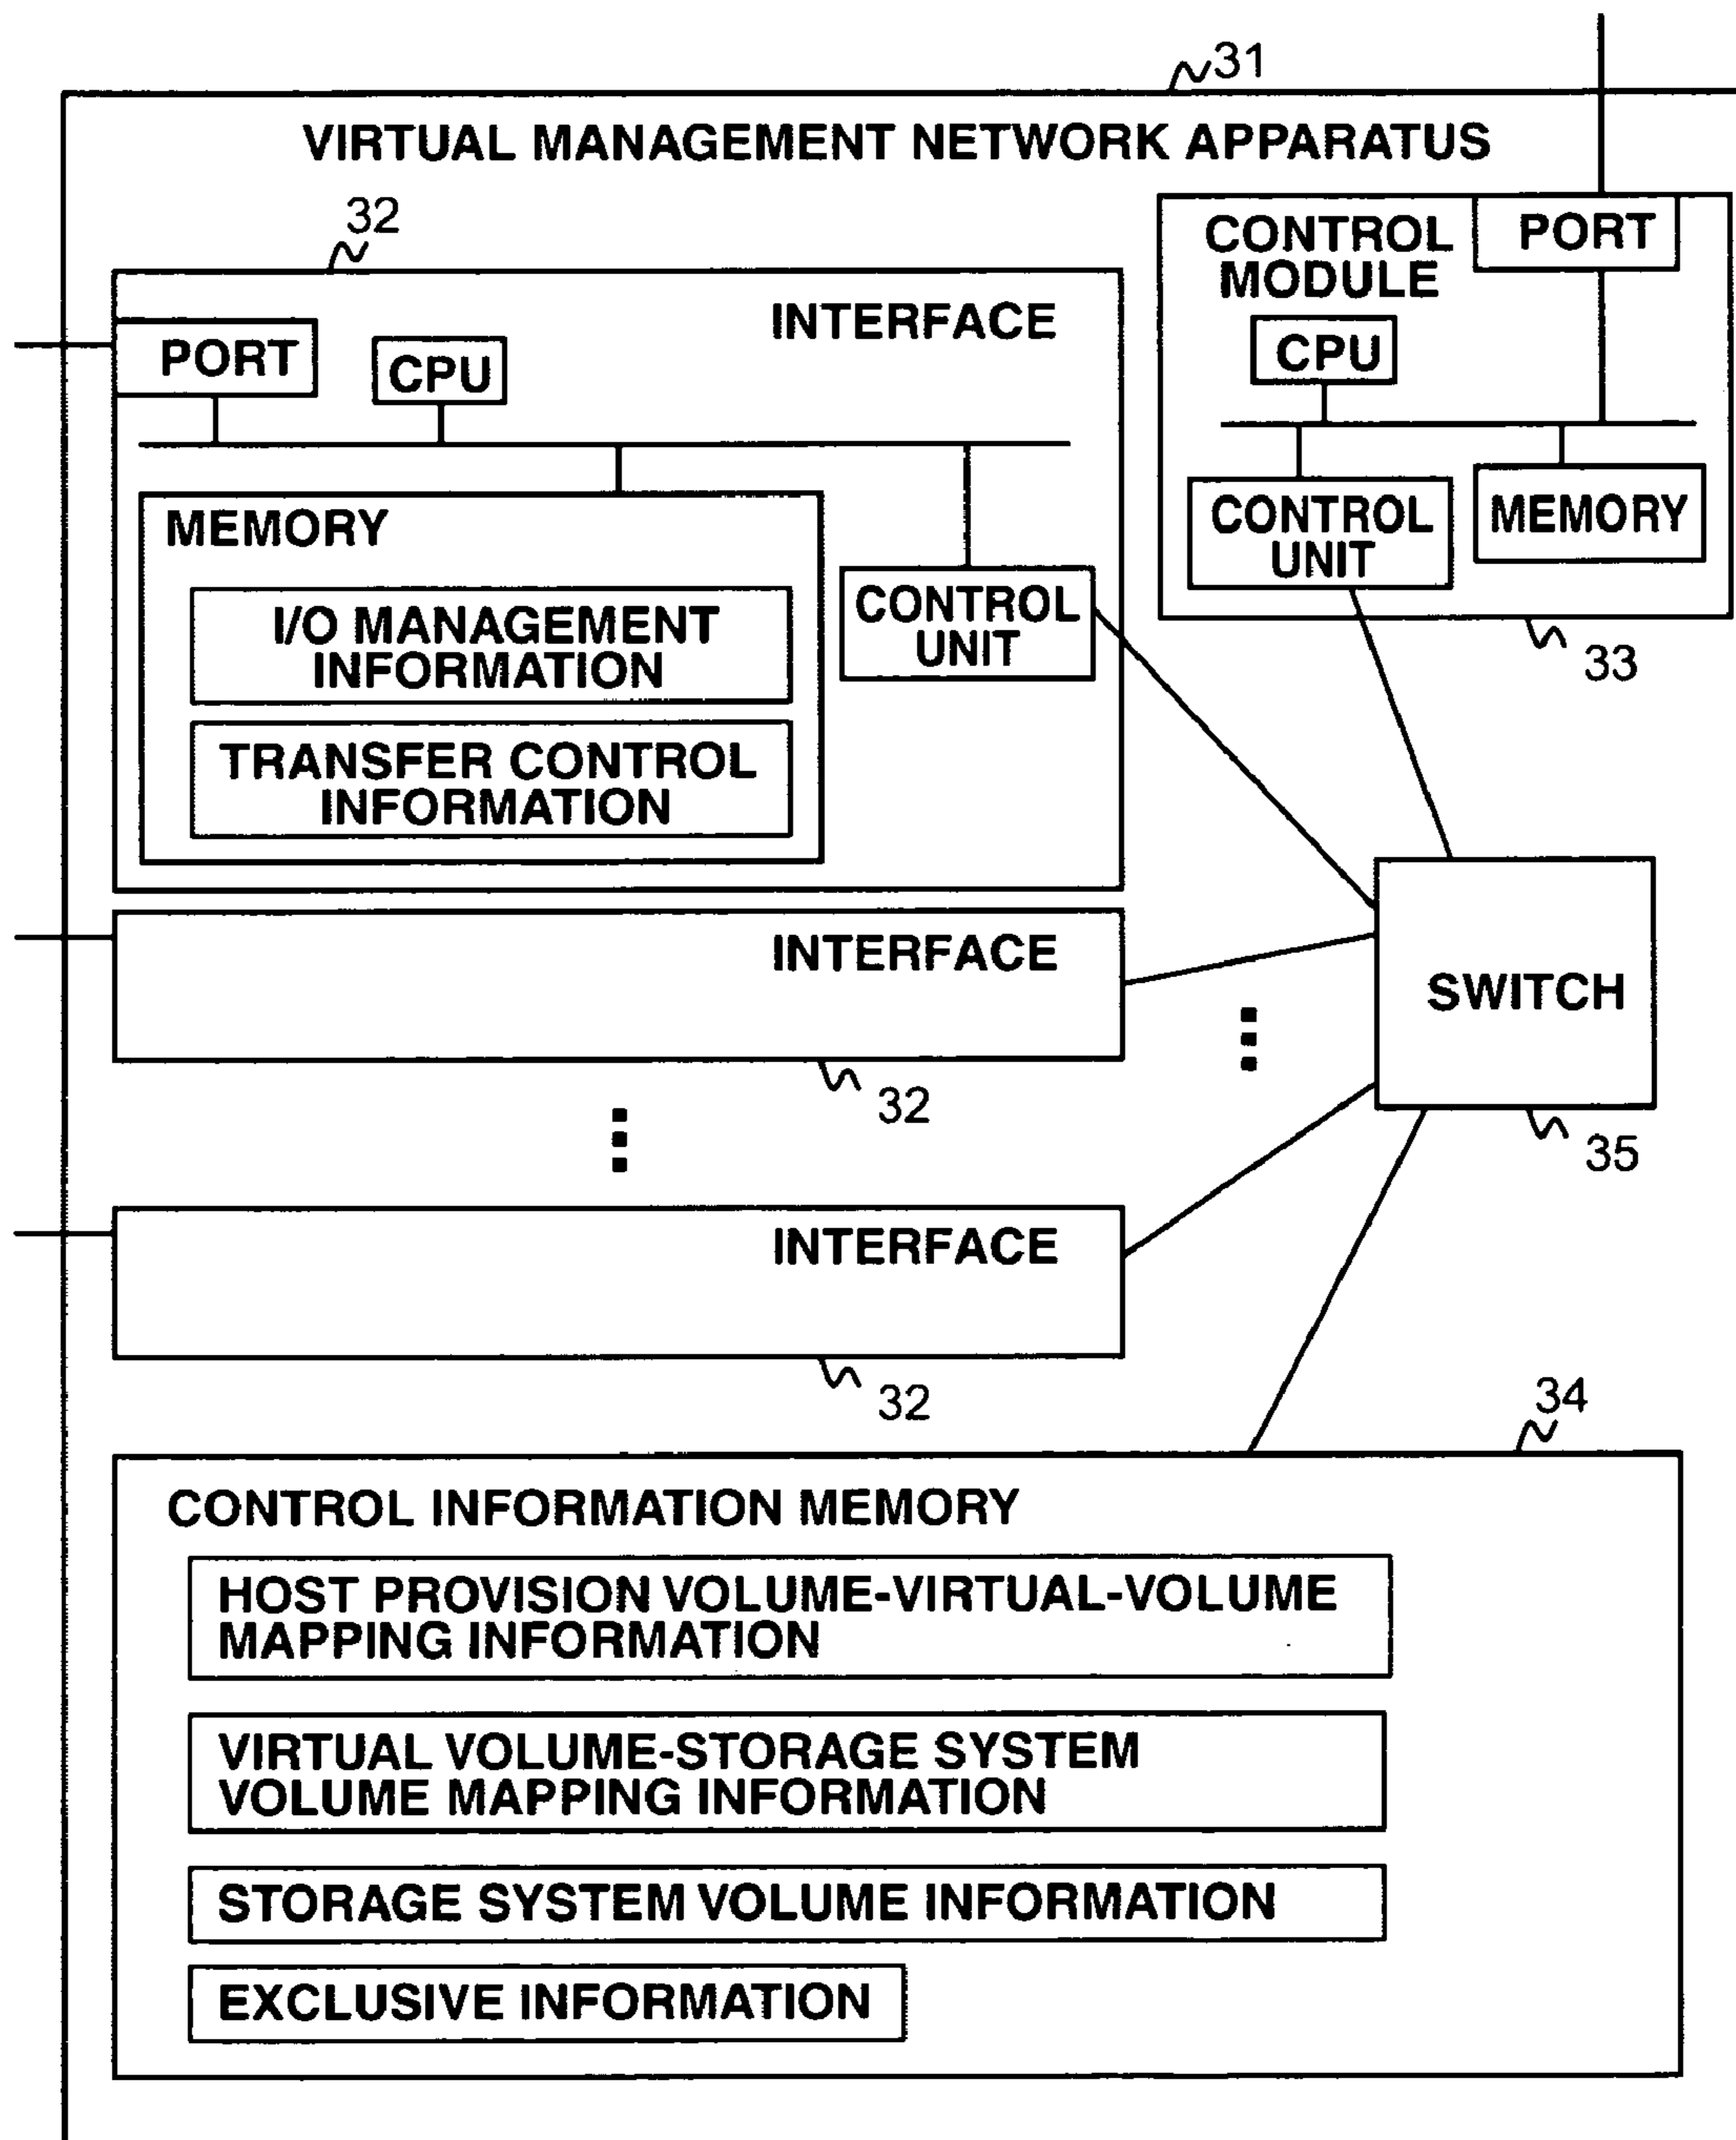 31
VIRTUAL MANAGEMENT NETWORK APPARATUS
32
INTERFACE
PORT
CPU
MEMORY
I/O MANAGEMENT
INFORMATION
TRANSFER CONTROL
INFORMATION
CONTROL
UNIT
CONTROL
MODULE
PORT
CPU
CONTROL
UNIT
MEMORY
33
INTERFACE
32
SWITCH
35
INTERFACE
32
34
CONTROL INFORMATION MEMORY
HOST PROVISION VOLUME-VIRTUAL-VOLUME
MAPPING INFORMATION
VIRTUAL VOLUME-STORAGE SYSTEM
VOLUME MAPPING INFORMATION
STORAGE SYSTEM VOLUME INFORMATION
EXCLUSIVE INFORMATION